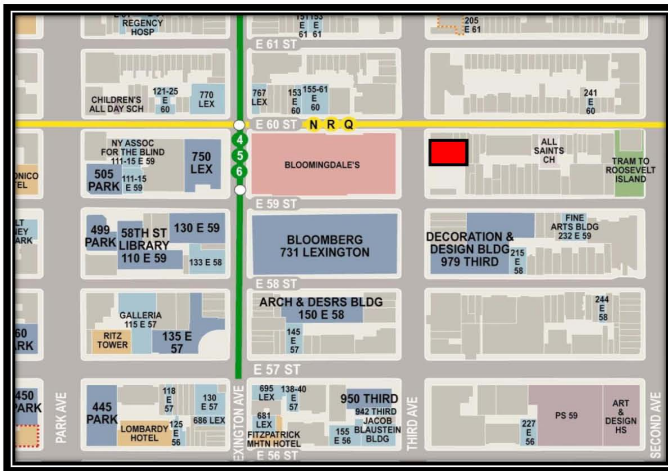 REGENCY
HOSP
151
E
61
153
E
61
205
E 61
E 61 ST
CHILDREN'S
ALL DAY SCH
121-25
E
60
770
LEX
767
LEX
153
E
60
155-61
E
60
241
E
60
E 60 ST
N R Q
NY ASSOC
FOR THE BLIND
111-15 E 59
505
PARK
111-15
E 59
750
LEX
4
5
6
BLOOMINGDALE'S
ALL
SAINTS
CH
TRAM TO
ROOSEVELT
ISLAND
ONICO
TEL
E 59 ST
LT
NEY
ARK
499
PARK
58TH ST
LIBRARY
110 E 59
130 E 59
133 E 58
BLOOMBERG
731 LEXINGTON
DECORATION &
DESIGN BLDG
979 THIRD
215
E
58
FINE
ARTS BLDG
232 E 59
E 58 ST
60
ARK
GALLERIA
115 E 57
RITZ
TOWER
135 E
57
ARCH & DESRS BLDG
150 E 58
145
E
57
244
E
58
E 57 ST
450
PARK
PARK AVE
445
PARK
118
E
57
LOMBARDY
HOTEL
125
E
56
130
E 57
686 LEX
EXINGTON AVE
695
LEX
138-40
E
57
681
LEX
FITZPATRICK
MHTN HOTEL
155
E 56
950 THIRD
942 THIRD
JACOB
BLAUSTEIN
BLDG
THIRD AVE
227
E
56
PS 59
ART
&
DESIGN
HS
SECOND AVE
E 56 ST